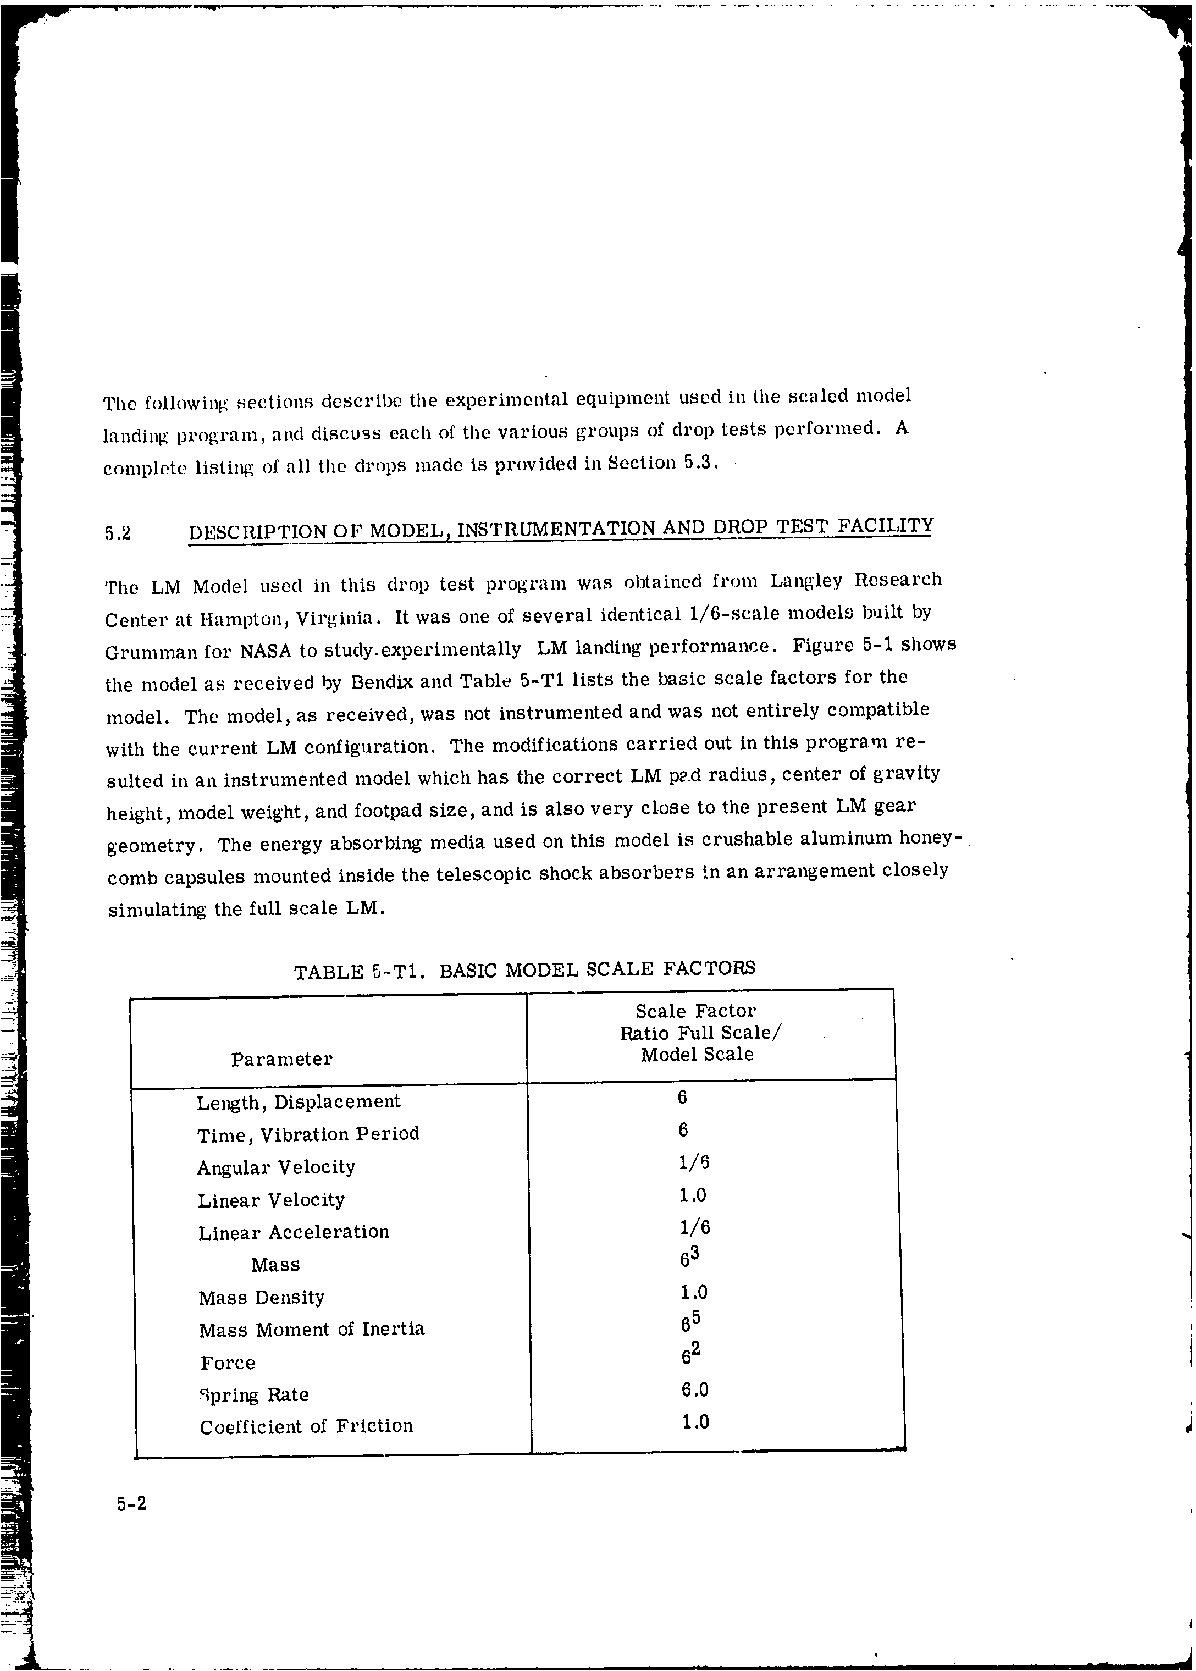 The following sections describe the experimental equipment used in the scaled model
landing program, and discuss each of the various groups of drop tests performed. A
complete listing of all the drops made is provided in Section 5.3.
5.2 DESCRIPTION OF MODEL, INSTRUMENTATION AND DROP TEST FACILITY
The LM Model used in this drop test program was obtained from Langley Research
Center at Hampton, Virginia. It was one of several identical 1/6-scale models built by
Grumman for NASA to study experimentally LM landing performance. Figure 5-1 shows
the model as received by Bendix and Table 5-T1 lists the basic scale factors for the
model. The model, as received, was not instrumented and was not entirely compatible
with the current LM configuration. The modifications carried out in this program re-
sulted in an instrumented model which has the correct LM pad radius, center of gravity
height, model weight, and footpad size, and is also very close to the present LM gear
geometry. The energy absorbing media used on this model is crushable aluminum honey-
comb capsules mounted inside the telescopic shock absorbers in an arrangement closely
simulating the full scale LM.
TABLE 5-T1. BASIC MODEL SCALE FACTORS
Scale Factor
Ratio Full Scale/
Parameter Model Scale
Length, Displacement 6
Time, Vibration Period 6
Angular Velocity 1/6
Linear Velocity 1.0
Linear Acceleration 1/6
Mass 6³
Mass Density 1.0
Mass Moment of Inertia 6⁵
Force 6²
Spring Rate 6.0
Coefficient of Friction 1.0
5-2